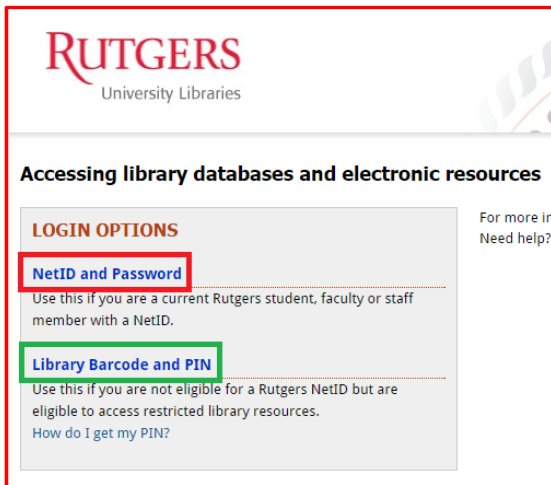 RUTGERS
University Libraries
Accessing library databases and electronic resources
LOGIN OPTIONS
NetID and Password
Use this if you are a current Rutgers student, faculty or staff
member with a NetID.
Library Barcode and PIN
Use this if you are not eligible for a Rutgers NetID but are
eligible to access restricted library resources.
How do I get my PIN?
For more
Need help?